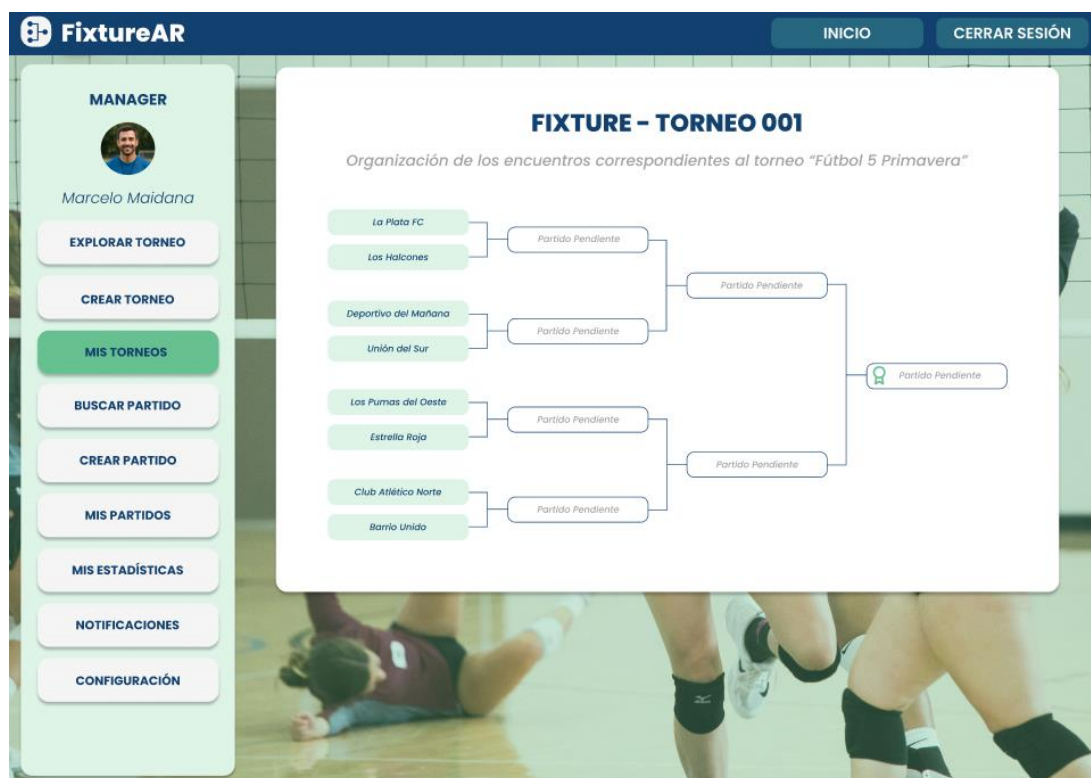 FixtureAR
INICIO
CERRAR SESIÓN
MANAGER
Marcelo Maidana
EXPLORAR TORNEO
CREAR TORNEO
MIS TORNEOS
BUSCAR PARTIDO
CREAR PARTIDO
MIS PARTIDOS
MIS ESTADÍSTICAS
NOTIFICACIONES
CONFIGURACIÓN
FIXTURE – TORNEO 001
Organización de los encuentros correspondientes al torneo “Fútbol 5 Primavera”
La Plata FC
Los Halcones
Deportivo del Mañana
Unión del Sur
Los Pumas del Oeste
Estrella Roja
Club Atlético Norte
Barrio Unido
Partido Pendiente
Partido Pendiente
Partido Pendiente
Partido Pendiente
Partido Pendiente
Partido Pendiente
Partido Pendiente